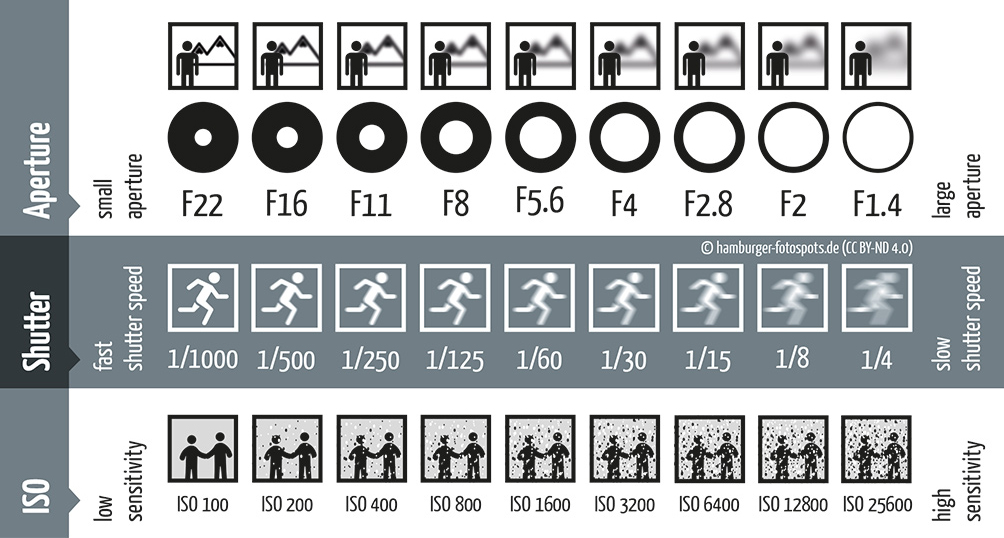 Aperture
small
aperture
F22 F16 F11 F8 F5.6 F4 F2.8 F2 F1.4
large
aperture
© hamburger-fotospots.de (CC BY-ND 4.0)
Shutter
fast
shutter speed
1/1000 1/500 1/250 1/125 1/60 1/30 1/15 1/8 1/4
slow
shutter speed
ISO
low
sensitivity
ISO 100 ISO 200 ISO 400 ISO 800 ISO 1600 ISO 3200 ISO 6400 ISO 12800 ISO 25600
high
sensitivity